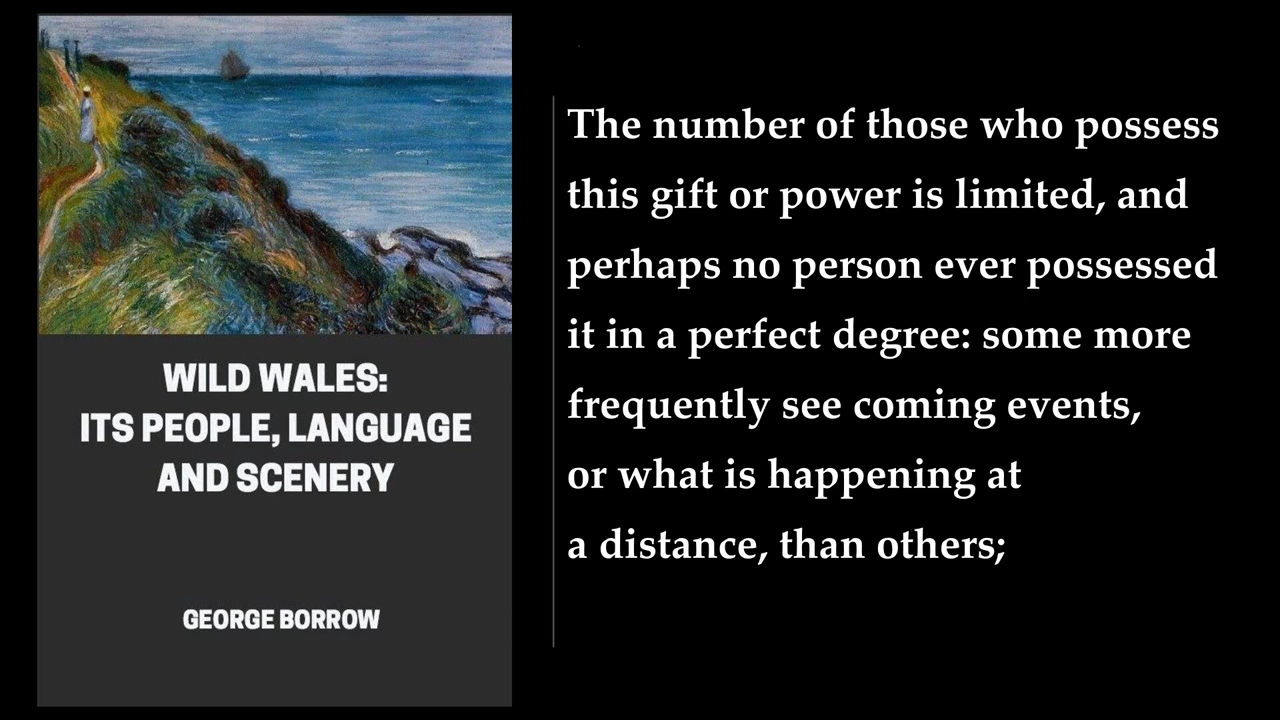 WILD WALES:
ITS PEOPLE, LANGUAGE
AND SCENERY
GEORGE BORROW
The number of those who possess
this gift or power is limited, and
perhaps no person ever possessed
it in a perfect degree: some more
frequently see coming events,
or what is happening at
a distance, than others;